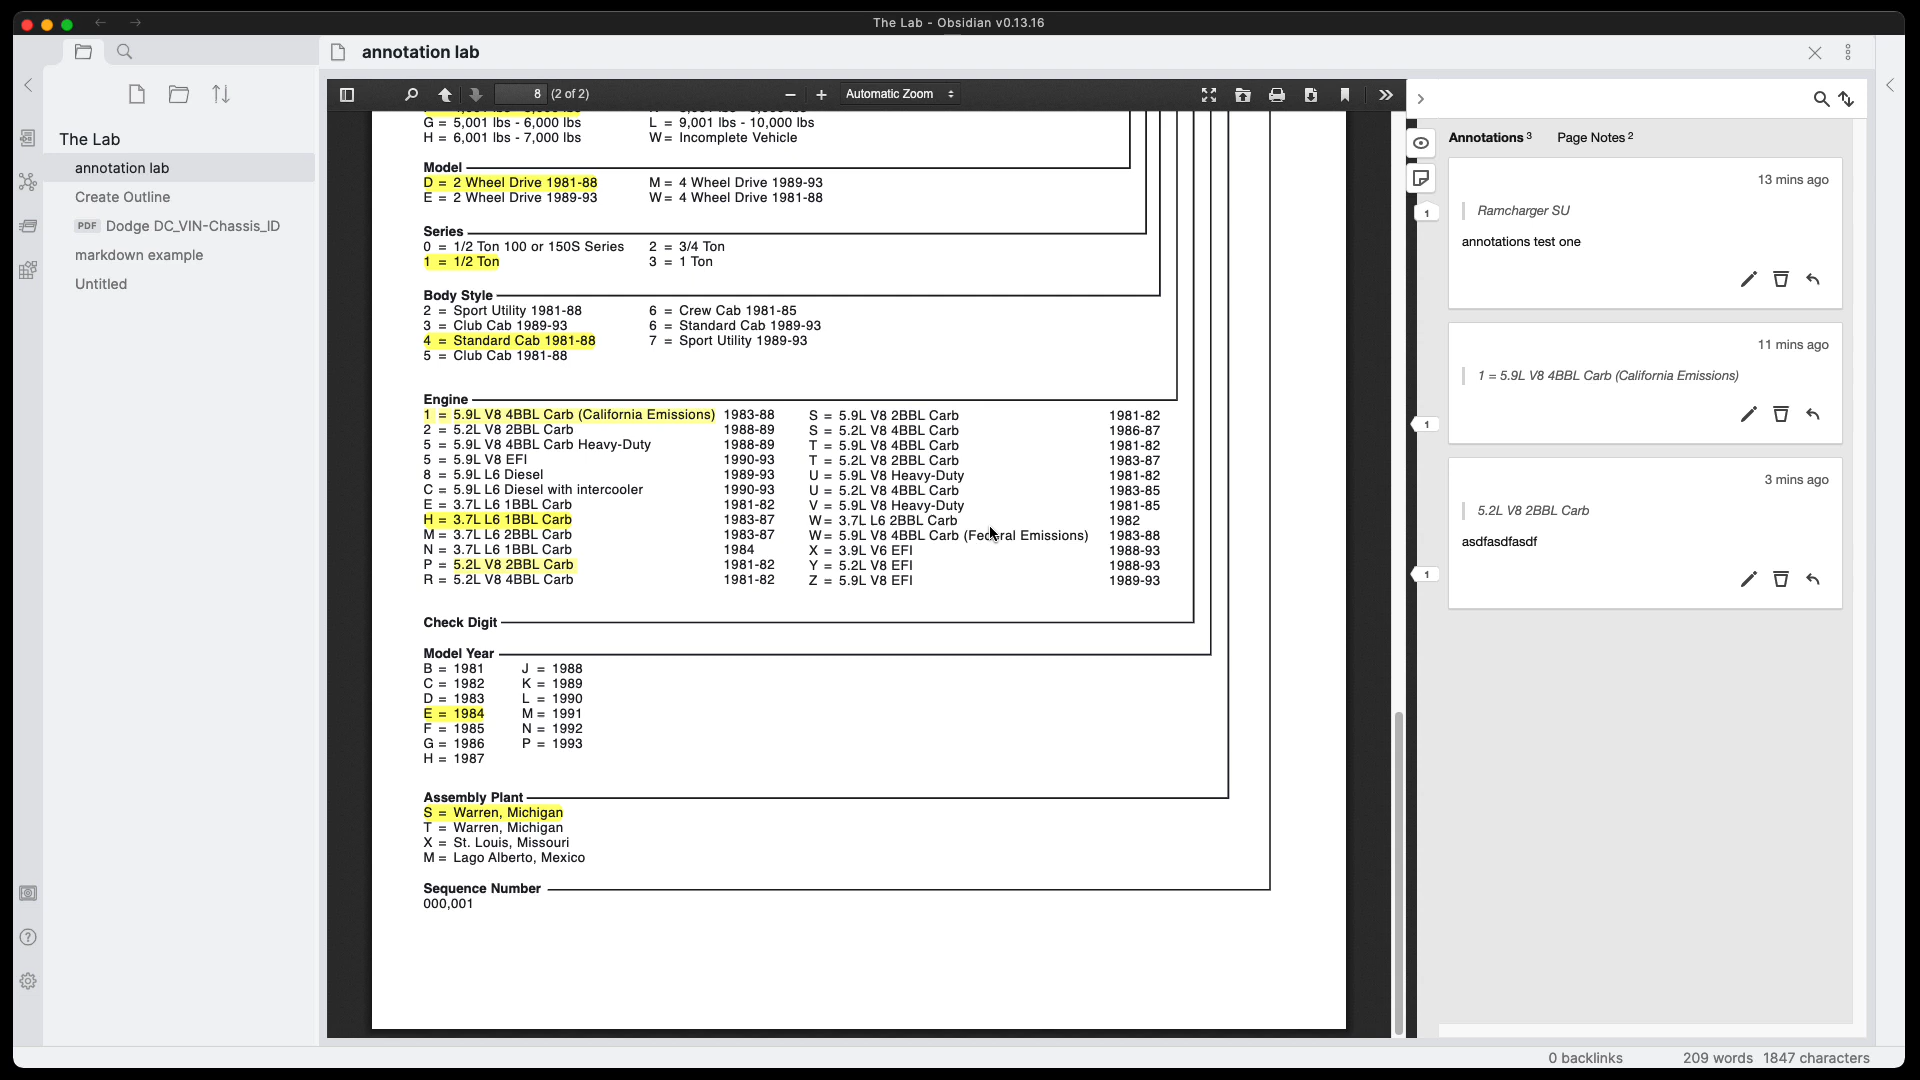 The Lab - Obsidian v0.13.16
annotation lab
The Lab
annotation lab
Create Outline
PDF Dodge DC_VIN-Chassis_ID
markdown example
Untitled
8 (2 of 2)
Automatic Zoom
G = 5,001 lbs - 6,000 lbs L = 9,001 lbs - 10,000 lbs
H = 6,001 lbs - 7,000 lbs W = Incomplete Vehicle
Model
D = 2 Wheel Drive 1981-88 M = 4 Wheel Drive 1989-93
E = 2 Wheel Drive 1989-93 W = 4 Wheel Drive 1981-88
Series
0 = 1/2 Ton 100 or 150S Series 2 = 3/4 Ton
1 = 1/2 Ton 3 = 1 Ton
Body Style
2 = Sport Utility 1981-88 6 = Crew Cab 1981-85
3 = Club Cab 1989-93 6 = Standard Cab 1989-93
4 = Standard Cab 1981-88 7 = Sport Utility 1989-93
5 = Club Cab 1981-88
Engine
1 = 5.9L V8 4BBL Carb (California Emissions) 1983-88 S = 5.9L V8 2BBL Carb 1981-82
2 = 5.2L V8 2BBL Carb 1988-89 S = 5.2L V8 4BBL Carb 1986-87
5 = 5.9L V8 4BBL Carb Heavy-Duty 1988-89 T = 5.9L V8 4BBL Carb 1981-82
5 = 5.9L V8 EFI 1990-93 T = 5.2L V8 2BBL Carb 1983-87
8 = 5.9L L6 Diesel 1989-93 U = 5.9L V8 Heavy-Duty 1981-82
C = 5.9L L6 Diesel with intercooler 1990-93 U = 5.2L V8 4BBL Carb 1983-85
E = 3.7L L6 1BBL Carb 1981-82 V = 5.9L V8 Heavy-Duty 1981-85
H = 3.7L L6 1BBL Carb 1983-87 W = 3.7L L6 2BBL Carb 1982
M = 3.7L L6 2BBL Carb 1983-87 W = 5.9L V8 4BBL Carb (Federal Emissions) 1983-88
N = 3.7L L6 1BBL Carb 1984 X = 3.9L V6 EFI 1988-93
P = 5.2L V8 2BBL Carb 1981-82 Y = 5.2L V8 EFI 1988-93
R = 5.2L V8 4BBL Carb 1981-82 Z = 5.9L V8 EFI 1989-93
Check Digit
Model Year
B = 1981 J = 1988
C = 1982 K = 1989
D = 1983 L = 1990
E = 1984 M = 1991
F = 1985 N = 1992
G = 1986 P = 1993
H = 1987
Assembly Plant
S = Warren, Michigan
T = Warren, Michigan
X = St. Louis, Missouri
M = Lago Alberto, Mexico
Sequence Number
000,001
Annotations 3 Page Notes 2
13 mins ago
1
Ramcharger SU
annotations test one
11 mins ago
1 = 5.9L V8 4BBL Carb (California Emissions)
1
3 mins ago
5.2L V8 2BBL Carb
asdfasdfasdf
1
0 backlinks 209 words 1847 characters